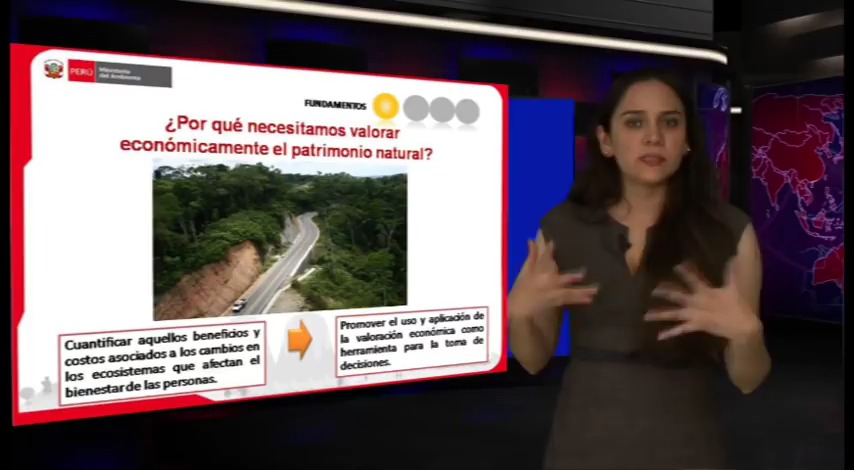 PERÚ
Ministerio
del Ambiente
FUNDAMENTOS
¿Por qué necesitamos valorar
económicamente el patrimonio natural?
Cuantificar aquellos beneficios y
costos asociados a los cambios en
los ecosistemas que afectan el
bienestar de las personas.
Promover el uso y aplicación de
la valoración económica como
herramienta para la toma de
decisiones.